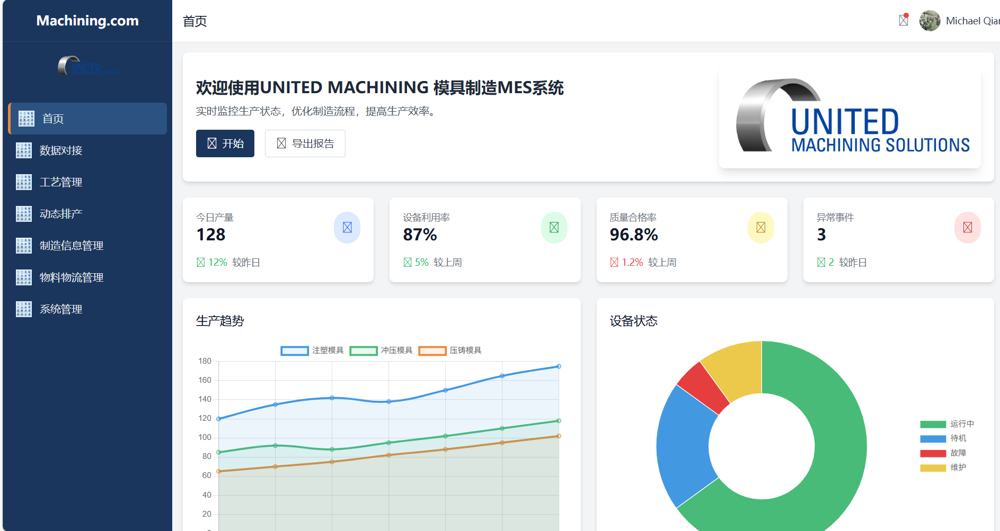 Machining.com
首页
Michael Qian
UNITED
MACHINING SOLUTIONS
首页
数据对接
工艺管理
动态排产
制造信息管理
物料物流管理
系统管理
欢迎使用UNITED MACHINING 模具制造MES系统
实时监控生产状态，优化制造流程，提高生产效率。
开始
导出报告
UNITED
MACHINING SOLUTIONS
今日产量
128
12% 较昨日
设备利用率
87%
5% 较上周
质量合格率
96.8%
1.2% 较上周
异常事件
3
2 较昨日
生产趋势
注塑模具 冲压模具 压铸模具
180
160
140
120
100
80
60
40
20
设备状态
运行中
待机
故障
维护